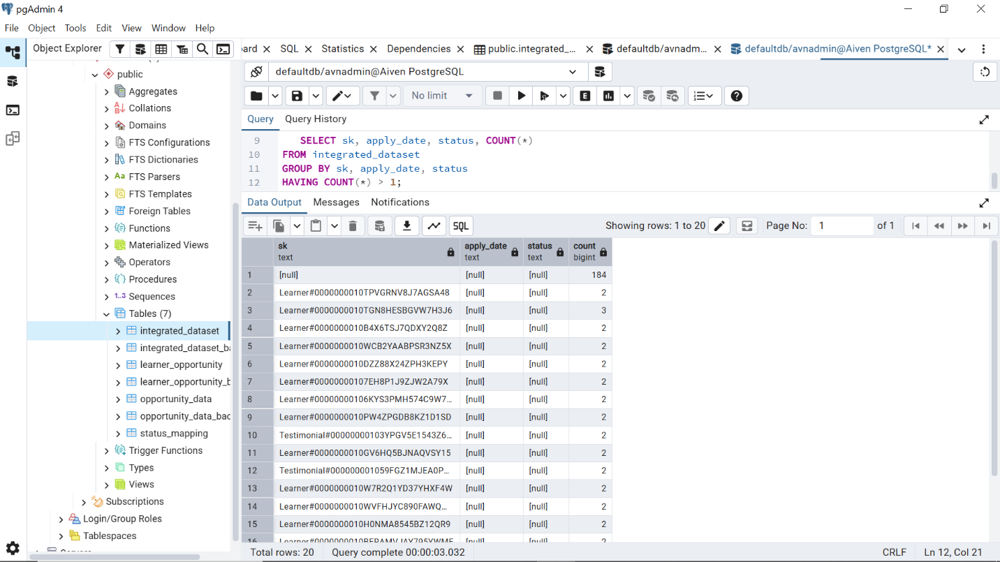 pgAdmin 4
File Object Tools Edit View Window Help
Object Explorer
public
Aggregates
Collations
Domains
FTS Configurations
FTS Dictionaries
FTS Parsers
FTS Templates
Foreign Tables
Functions
Materialized Views
Operators
Procedures
1..3 Sequences
Tables (7)
integrated_dataset
integrated_dataset_ba
learner_opportunity
learner_opportunity_b
opportunity_data
opportunity_data_bac
status_mapping
Trigger Functions
Types
Views
Subscriptions
Login/Group Roles
Tablespaces
ard SQL Statistics Dependencies public.integrated_... defaultdb/avnadm... defaultdb/avnadmin@Aiven PostgreSQL*
defaultdb/avnadmin@Aiven PostgreSQL
No limit E
Query Query History
9 SELECT sk, apply_date, status, COUNT(*)
10 FROM integrated_dataset
11 GROUP BY sk, apply_date, status
12 HAVING COUNT(*) > 1;
Data Output Messages Notifications
SQL Showing rows: 1 to 20 Page No: 1 of 1
sk apply_date status count
text text text bigint
1 [null] [null] [null] 184
2 Learner#0000000010TPVGRNV8J7AGSA48 [null] [null] 2
3 Learner#0000000010TGN8HESBGVW7H3J6 [null] [null] 3
4 Learner#0000000010B4X6TSJ7QDXY2Q8Z [null] [null] 2
5 Learner#0000000010WCB2YAABPSR3NZ5X [null] [null] 2
6 Learner#0000000010DZZ88X24ZPH3KEPY [null] [null] 2
7 Learner#00000000107EH8P1J9ZJW2A79X [null] [null] 2
8 Learner#00000000106KYS3PMH574C9W7... [null] [null] 2
9 Learner#0000000010PW4ZPGDB8KZ1D1SD [null] [null] 2
10 Testimonial#00000000103YPGV5E1543Z6... [null] [null] 2
11 Learner#0000000010GV6HQ5BJNAQVSY15 [null] [null] 2
12 Testimonial#0000000001059FGZ1MJEA0P... [null] [null] 2
13 Learner#0000000010W7R2Q1YD37YHXF4W [null] [null] 2
14 Learner#0000000010WVFHJYC890FAWQ... [null] [null] 2
15 Learner#0000000010H0NMA8545BZ12QR9 [null] [null] 2
Total rows: 20 Query complete 00:00:03.032 CRLF Ln 12, Col 21